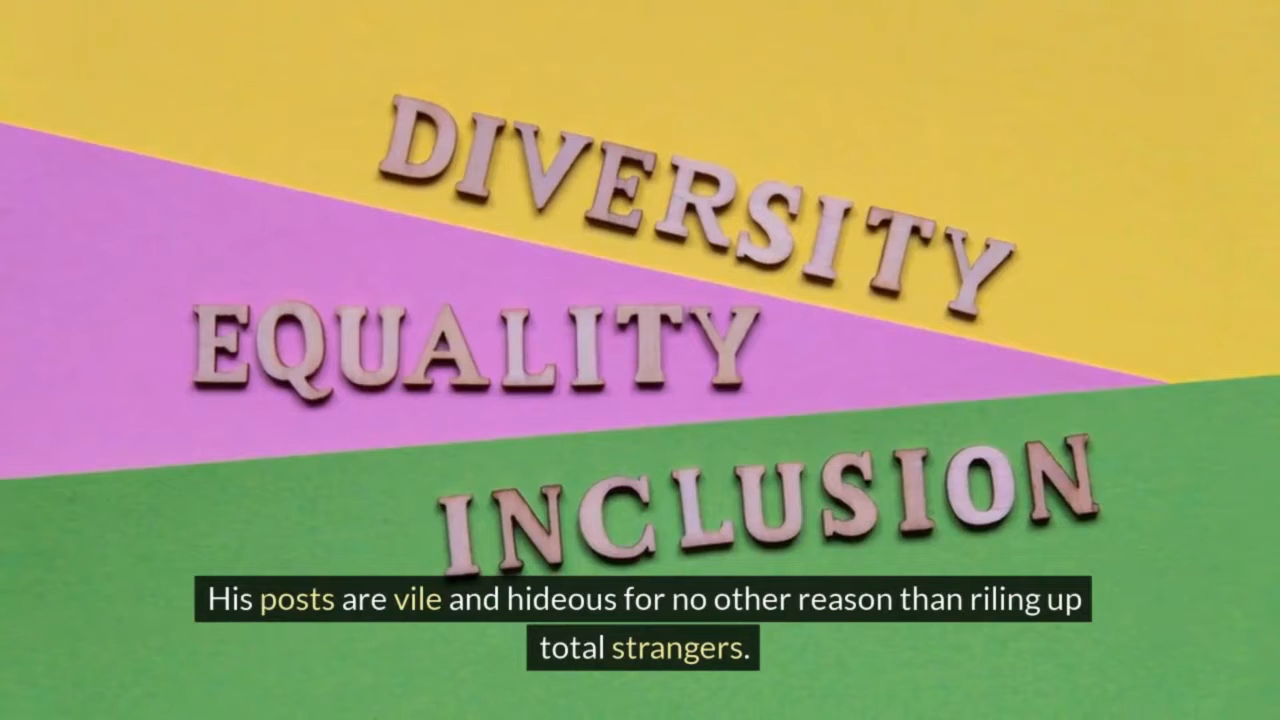 DIVERSITY
EQUALITY
INCLUSION
His posts are vile and hideous for no other reason than riling up
total strangers.